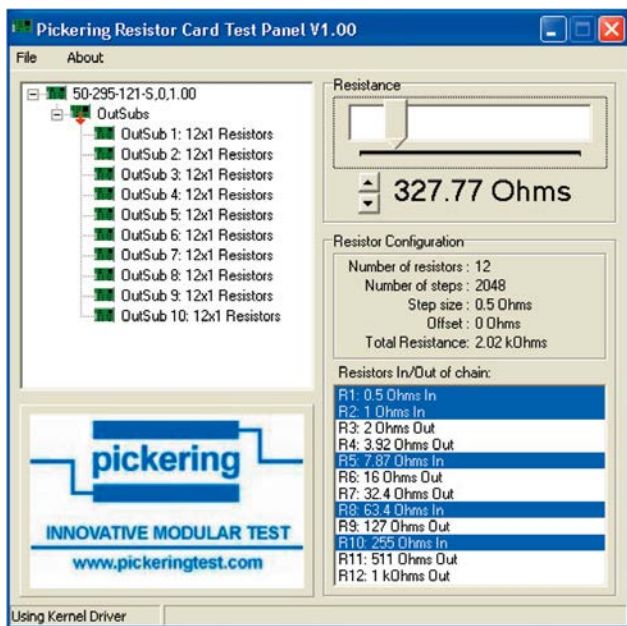 Pickering Resistor Card Test Panel V1.00
File About
50-295-121-S,0,1.00
OutSubs
OutSub 1: 12x1 Resistors
OutSub 2: 12x1 Resistors
OutSub 3: 12x1 Resistors
OutSub 4: 12x1 Resistors
OutSub 5: 12x1 Resistors
OutSub 6: 12x1 Resistors
OutSub 7: 12x1 Resistors
OutSub 8: 12x1 Resistors
OutSub 9: 12x1 Resistors
OutSub 10: 12x1 Resistors
pickering
INNOVATIVE MODULAR TEST
www.pickeringtest.com
Resistance
327.77 Ohms
Resistor Configuration
Number of resistors : 12
Number of steps : 2048
Step size : 0.5 Ohms
Offset : 0 Ohms
Total Resistance: 2.02 kOhms
Resistors In/Out of chain:
R1: 0.5 Ohms In
R2: 1 Ohms In
R3: 2 Ohms Out
R4: 3.92 Ohms Out
R5: 7.87 Ohms In
R6: 16 Ohms Out
R7: 32.4 Ohms Out
R8: 63.4 Ohms In
R9: 127 Ohms Out
R10: 255 Ohms In
R11: 511 Ohms Out
R12: 1 kOhms Out
Using Kernel Driver